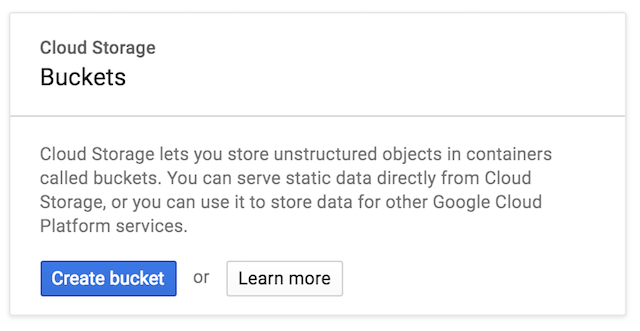 Cloud Storage
Buckets
Cloud Storage lets you store unstructured objects in containers
called buckets. You can serve static data directly from Cloud
Storage, or you can use it to store data for other Google Cloud
Platform services.
Create bucket or Learn more